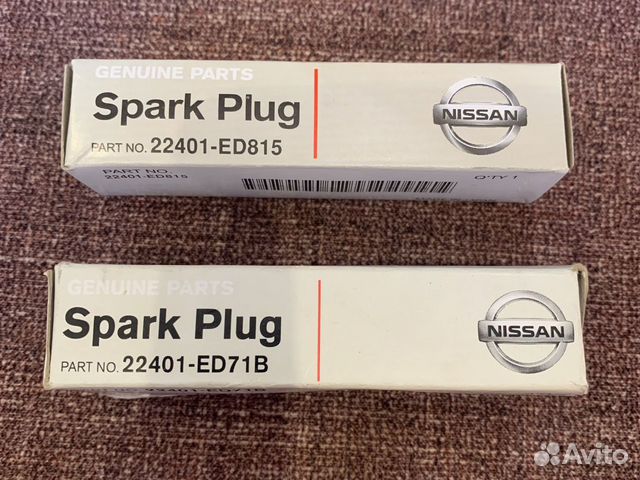 GENUINE PARTS
Spark Plug
PART NO. 22401-ED815
NISSAN
PART NO.
22401-ED815
Q'TY 1
GENUINE PARTS
Spark Plug
PART NO. 22401-ED71B
NISSAN
Avito